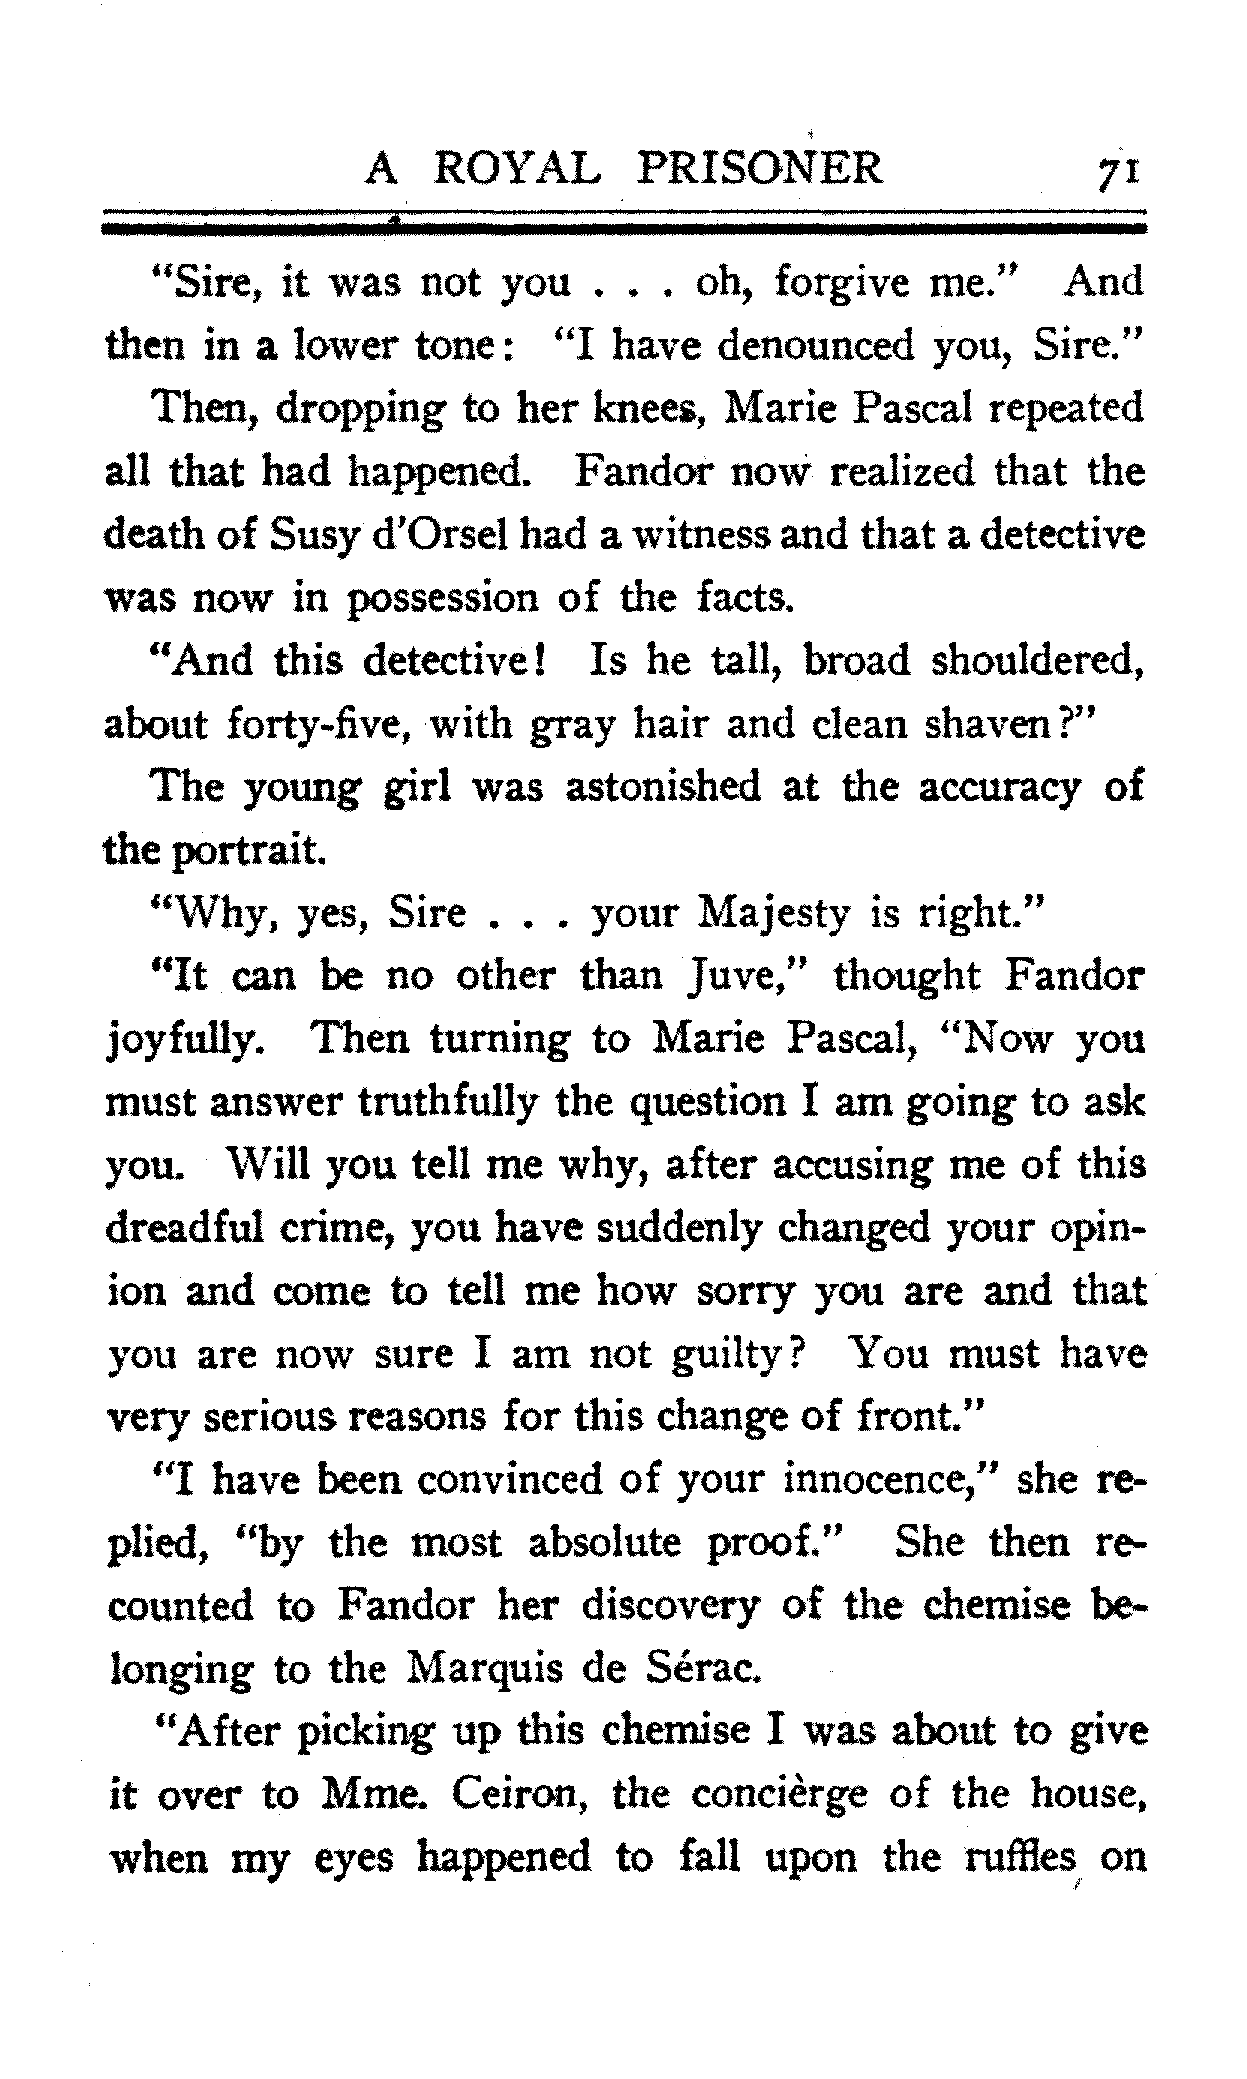 A ROYAL PRISONER 71
“Sire, it was not you . . . oh, forgive me.” And
then in a lower tone: “I have denounced you, Sire.”
Then, dropping to her knees, Marie Pascal repeated
all that had happened. Fandor now realized that the
death of Susy d'Orsel had a witness and that a detective
was now in possession of the facts.
“And this detective! Is he tall, broad shouldered,
about forty-five, with gray hair and clean shaven?”
The young girl was astonished at the accuracy of
the portrait.
“Why, yes, Sire . . . your Majesty is right.”
“It can be no other than Juve,” thought Fandor
joyfully. Then turning to Marie Pascal, “Now you
must answer truthfully the question I am going to ask
you. Will you tell me why, after accusing me of this
dreadful crime, you have suddenly changed your opin-
ion and come to tell me how sorry you are and that
you are now sure I am not guilty? You must have
very serious reasons for this change of front.”
“I have been convinced of your innocence,” she re-
plied, “by the most absolute proof.” She then re-
counted to Fandor her discovery of the chemise be-
longing to the Marquis de Sérac.
“After picking up this chemise I was about to give
it over to Mme. Ceiron, the concièrge of the house,
when my eyes happened to fall upon the ruffles on